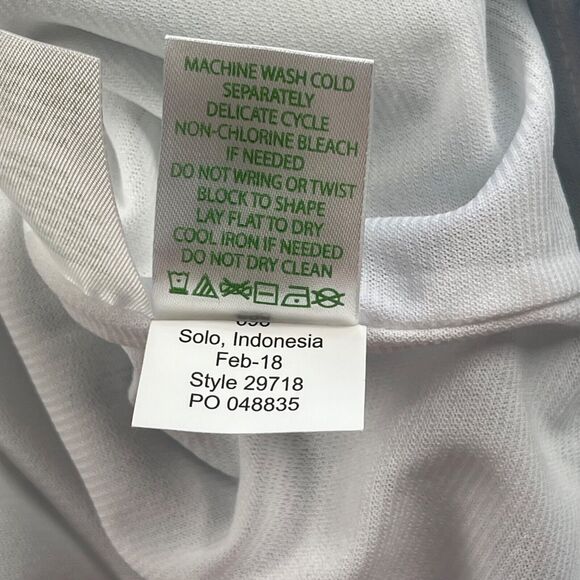 MACHINE WASH COLD
SEPARATELY
DELICATE CYCLE
NON-CHLORINE BLEACH
IF NEEDED
DO NOT WRING OR TWIST
BLOCK TO SHAPE
LAY FLAT TO DRY
COOL IRON IF NEEDED
DO NOT DRY CLEAN
Solo, Indonesia
Feb-18
Style 29718
PO 048835